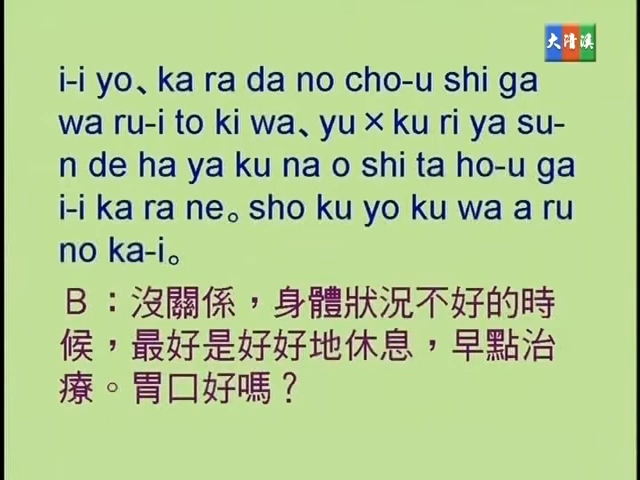 大清溪
i-i yo、ka ra da no cho-u shi ga
wa ru-i to ki wa、yu×ku ri ya su-
n de ha ya ku na o shi ta ho-u ga
i-i ka ra ne。sho ku yo ku wa a ru
no ka-i。
B：沒關係，身體狀況不好的時
候，最好是好好地休息，早點治
療。胃口好嗎？